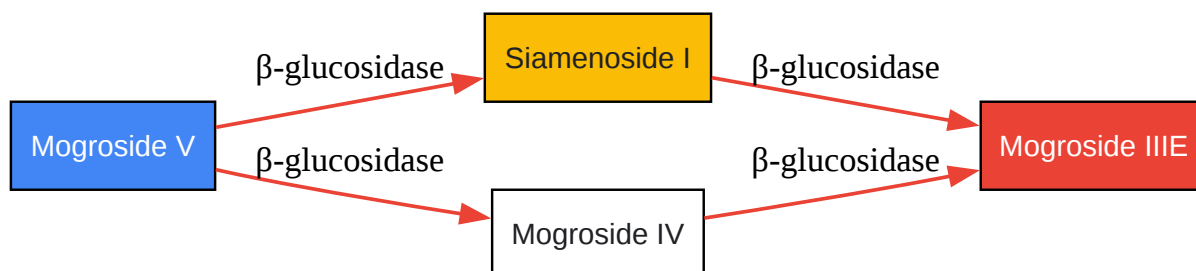 Siamenoside I
β-glucosidase
β-glucosidase
Mogroside V
Mogroside IIIE
β-glucosidase
β-glucosidase
Mogroside IV